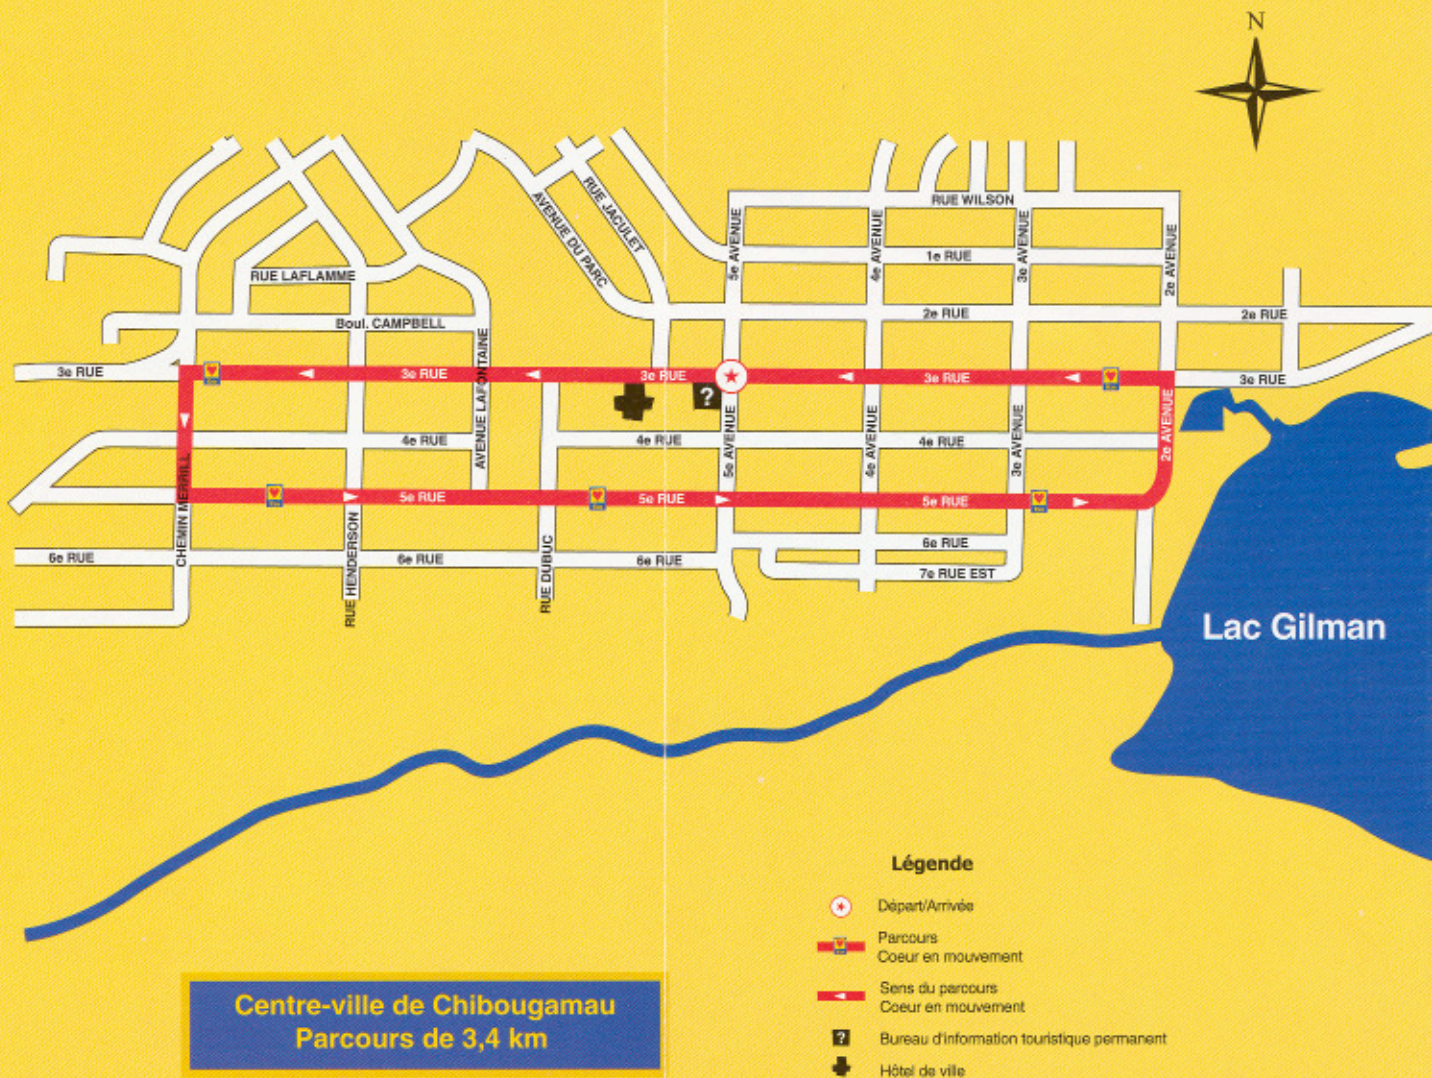 N
RUE WILSON
AVENUE DU PARC
RUE JACULET
5e AVENUE
4e AVENUE
3e AVENUE
2e AVENUE
1e RUE
RUE LAFLAMME
Boul. CAMPBELL
2e RUE
2e RUE
3e RUE
3e RUE
3e RUE
3e RUE
3e RUE
?
AVENUE LAFONTAINE
4e RUE
4e RUE
4e RUE
5e AVENUE
4e AVENUE
3e AVENUE
2e AVENUE
CHEMIN MERRILL
5e RUE
5e RUE
5e RUE
RUE HENDERSON
RUE DUBUC
6e RUE
6e RUE
6e RUE
6e RUE
7e RUE EST
Lac Gilman
Légende
Départ/Arrivée
Parcours
Coeur en mouvement
Sens du parcours
Coeur en mouvement
? Bureau d'information touristique permanent
Hôtel de ville
Centre-ville de Chibougamau
Parcours de 3,4 km